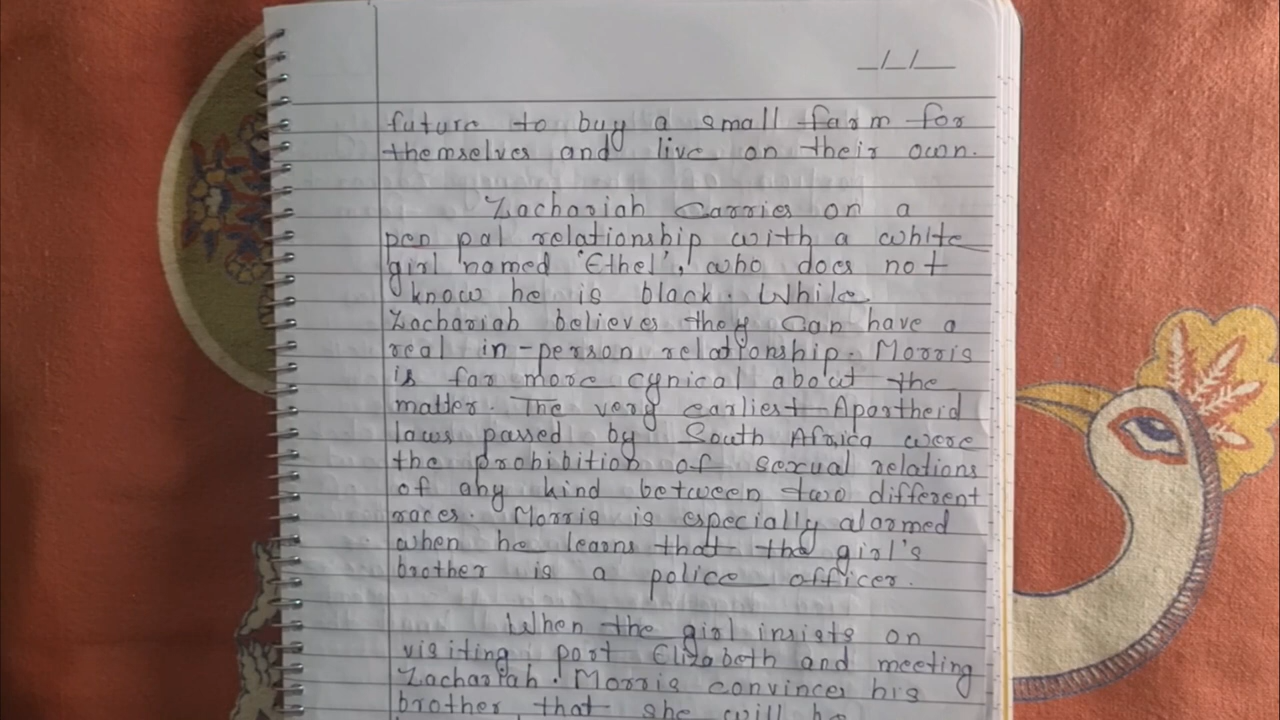 _/_/__
future to buy a small farm for
themselves and live on their own.
Zachariah Carries on a
pen pal relationship with a white
girl named 'Ethel', who does not
know he is black. While
Zachariah believes they can have a
real in-person relationship. Morris
is far more cynical about the
matter. The very earliest Apartheid
laws passed by South Africa were
the prohibition of sexual relations
of any kind between two different
races. Morris is especially alarmed
when he learns that the girl's
brother is a police officer.
When the girl insists on
visiting port Elizabeth and meeting
Zachariah. Morris convinces his
brother that she will be